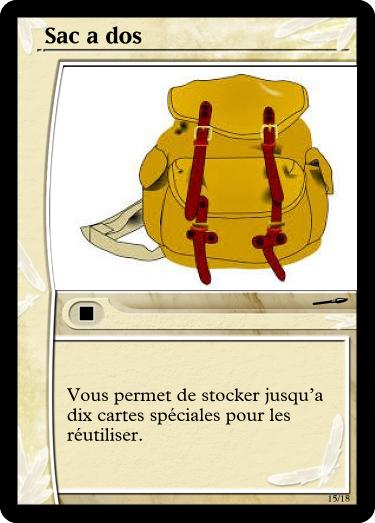 Sac a dos
Vous permet de stocker jusqu'a
dix cartes spéciales pour les
réutiliser.
15/18